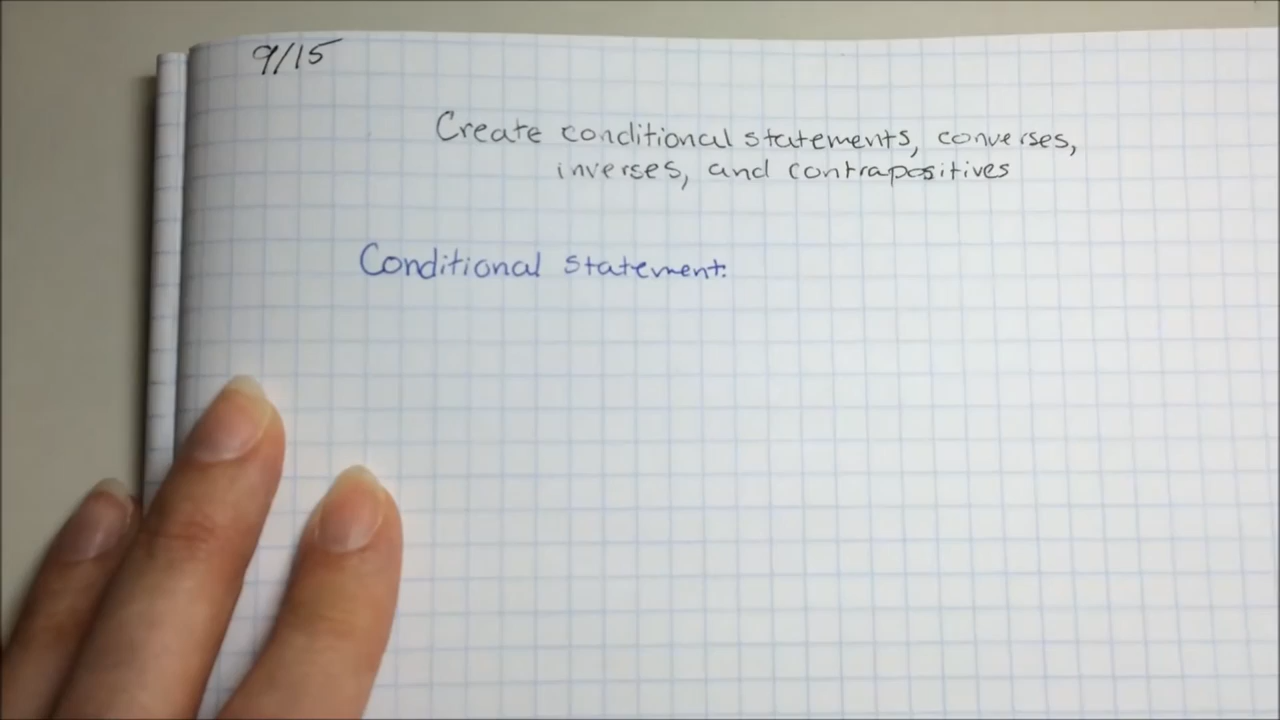 9/15
Create conditional statements, converses,
inverses, and contrapositives
Conditional statement: